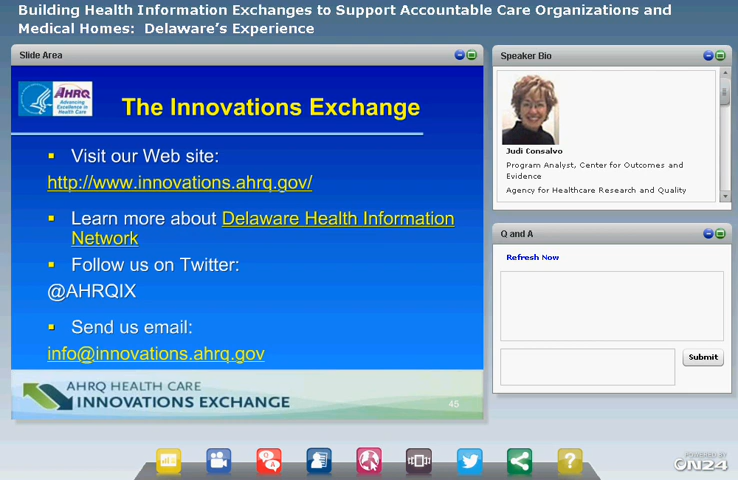 Building Health Information Exchanges to Support Accountable Care Organizations and
Medical Homes: Delaware's Experience
Slide Area
AHRQ
Advancing
Excellence in
Health Care
The Innovations Exchange
▪ Visit our Web site:
http://www.innovations.ahrq.gov/
▪ Learn more about Delaware Health Information
Network
▪ Follow us on Twitter:
@AHRQIX
▪ Send us email:
info@innovations.ahrq.gov
AHRQ HEALTH CARE
INNOVATIONS EXCHANGE
45
Speaker Bio
Judi Consalvo
Program Analyst, Center for Outcomes and
Evidence
Agency for Healthcare Research and Quality
Q and A
Refresh Now
Submit
Q
A
?
POWERED BY
ON24